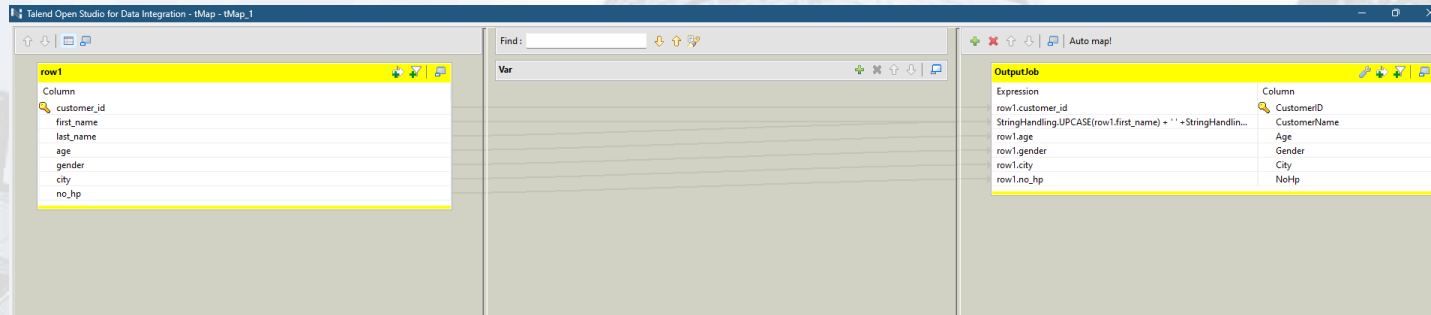 Talend Open Studio for Data Integration - tMap - tMap_1
Find :
Auto map!
row1
Column
customer_id
first_name
last_name
age
gender
city
no_hp
Var
OutputJob
Expression Column
row1.customer_id CustomerID
StringHandling.UPCASE(row1.first_name) + ' ' +StringHandlin... CustomerName
row1.age Age
row1.gender Gender
row1.city City
row1.no_hp NoHp